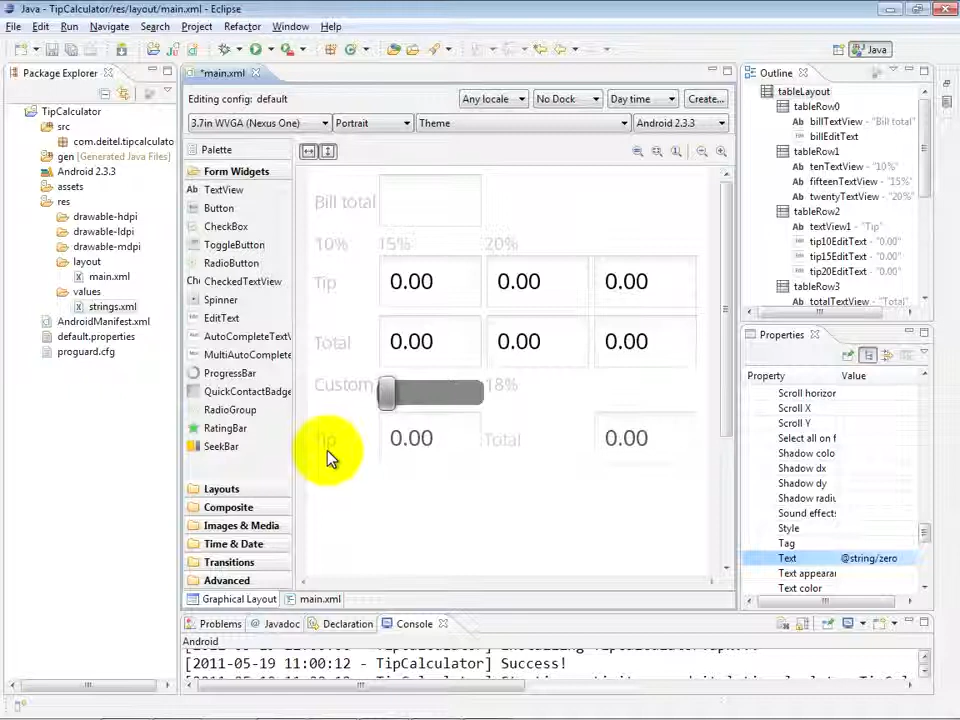 Java - TipCalculator/res/layout/main.xml - Eclipse
File Edit Run Navigate Search Project Refactor Window Help
Java
Package Explorer
TipCalculator
src
com.deitel.tipcalculato
gen [Generated Java Files]
Android 2.3.3
assets
res
drawable-hdpi
drawable-ldpi
drawable-mdpi
layout
main.xml
values
strings.xml
AndroidManifest.xml
default.properties
proguard.cfg
*main.xml
Editing config: default
Any locale No Dock Day time Create...
3.7in WVGA (Nexus One) Portrait Theme Android 2.3.3
Palette
Form Widgets
Ab TextView
Button
CheckBox
ToggleButton
RadioButton
CheckedTextView
Spinner
EditText
AutoCompleteText
MultiAutoComplete
ProgressBar
QuickContactBadge
RadioGroup
RatingBar
SeekBar
Layouts
Composite
Images & Media
Time & Date
Transitions
Advanced
Bill total
10% 15% 20%
Tip 0.00 0.00 0.00
Total 0.00 0.00 0.00
Custom 18%
Tip 0.00 Total 0.00
Graphical Layout main.xml
Outline
tableLayout
tableRow0
Ab billTextView - "Bill total"
billEditText
tableRow1
Ab tenTextView - "10%"
Ab fifteenTextView - "15%"
Ab twentyTextView - "20%"
tableRow2
Ab textView1 - "Tip"
tip10EditText - "0.00"
tip15EditText - "0.00"
tip20EditText - "0.00"
tableRow3
totalTextView - "Total"
Properties
Property Value
Scroll horizor
Scroll X
Scroll Y
Select all on f
Shadow colo
Shadow dx
Shadow dy
Shadow radiu
Sound effects
Style
Tag
Text @string/zero
Text appearar
Text color
Problems Javadoc Declaration Console
Android
[2011-05-19 11:00:12 - TipCalculator] Success!